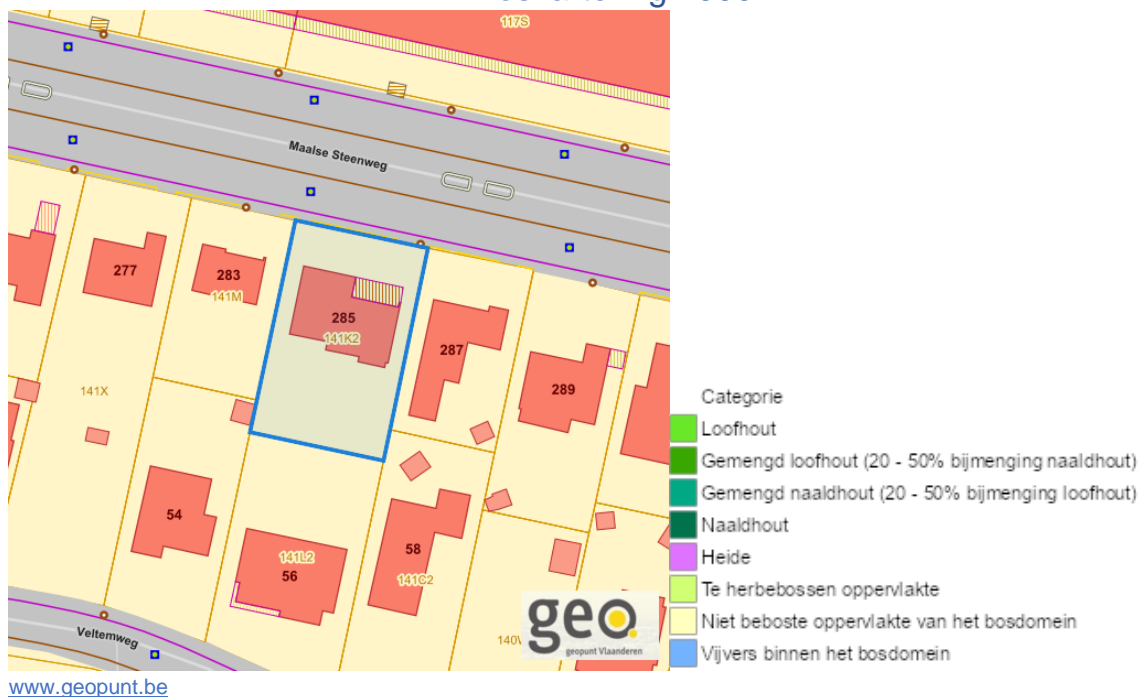 117S
Maalse Steenweg
277
283
141M
285
141K2
287
289
141X
54
141L2
56
58
141C2
Veltemweg
geo
geopunt Vlaanderen
Categorie
Loofhout
Gemengd loofhout (20 - 50% bijmenging naaldhout)
Gemengd naaldhout (20 - 50% bijmenging loofhout)
Naaldhout
Heide
Te herbebossen oppervlakte
Niet beboste oppervlakte van het bosdomein
Vijvers binnen het bosdomein
www.geopunt.be